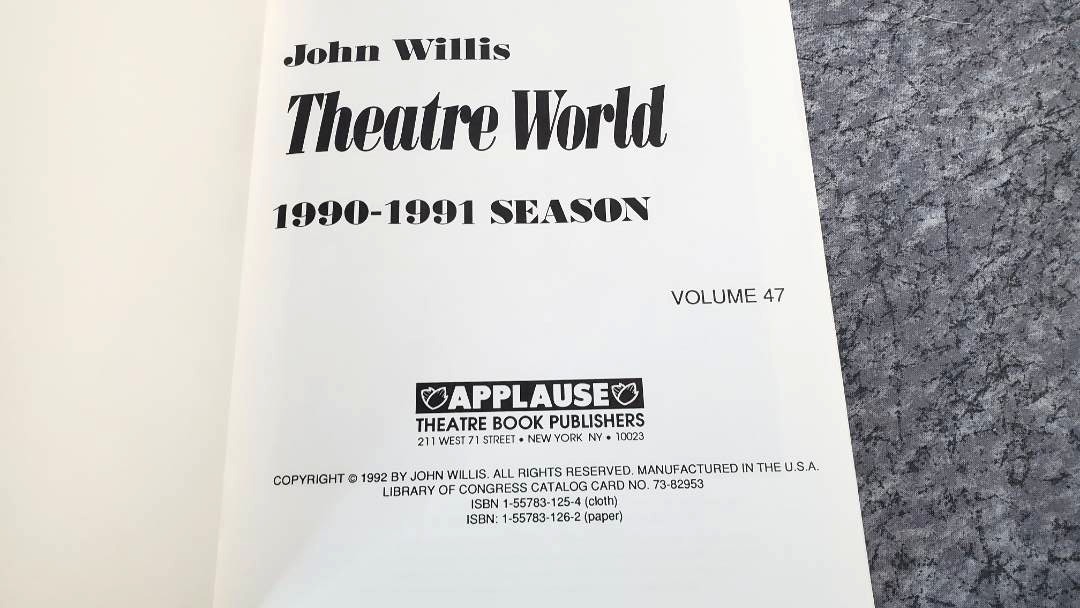 John Willis
Theatre World
1990-1991 SEASON
VOLUME 47
APPLAUSE
THEATRE BOOK PUBLISHERS
211 WEST 71 STREET • NEW YORK NY • 10023
COPYRIGHT © 1992 BY JOHN WILLIS. ALL RIGHTS RESERVED. MANUFACTURED IN THE U.S.A.
LIBRARY OF CONGRESS CATALOG CARD NO. 73-82953
ISBN 1-55783-125-4 (cloth)
ISBN: 1-55783-126-2 (paper)